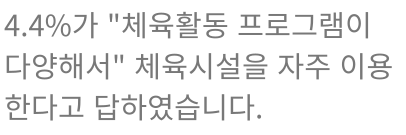 4.4%가 "체육활동 프로그램이
다양해서" 체육시설을 자주 이용
한다고 답하였습니다.